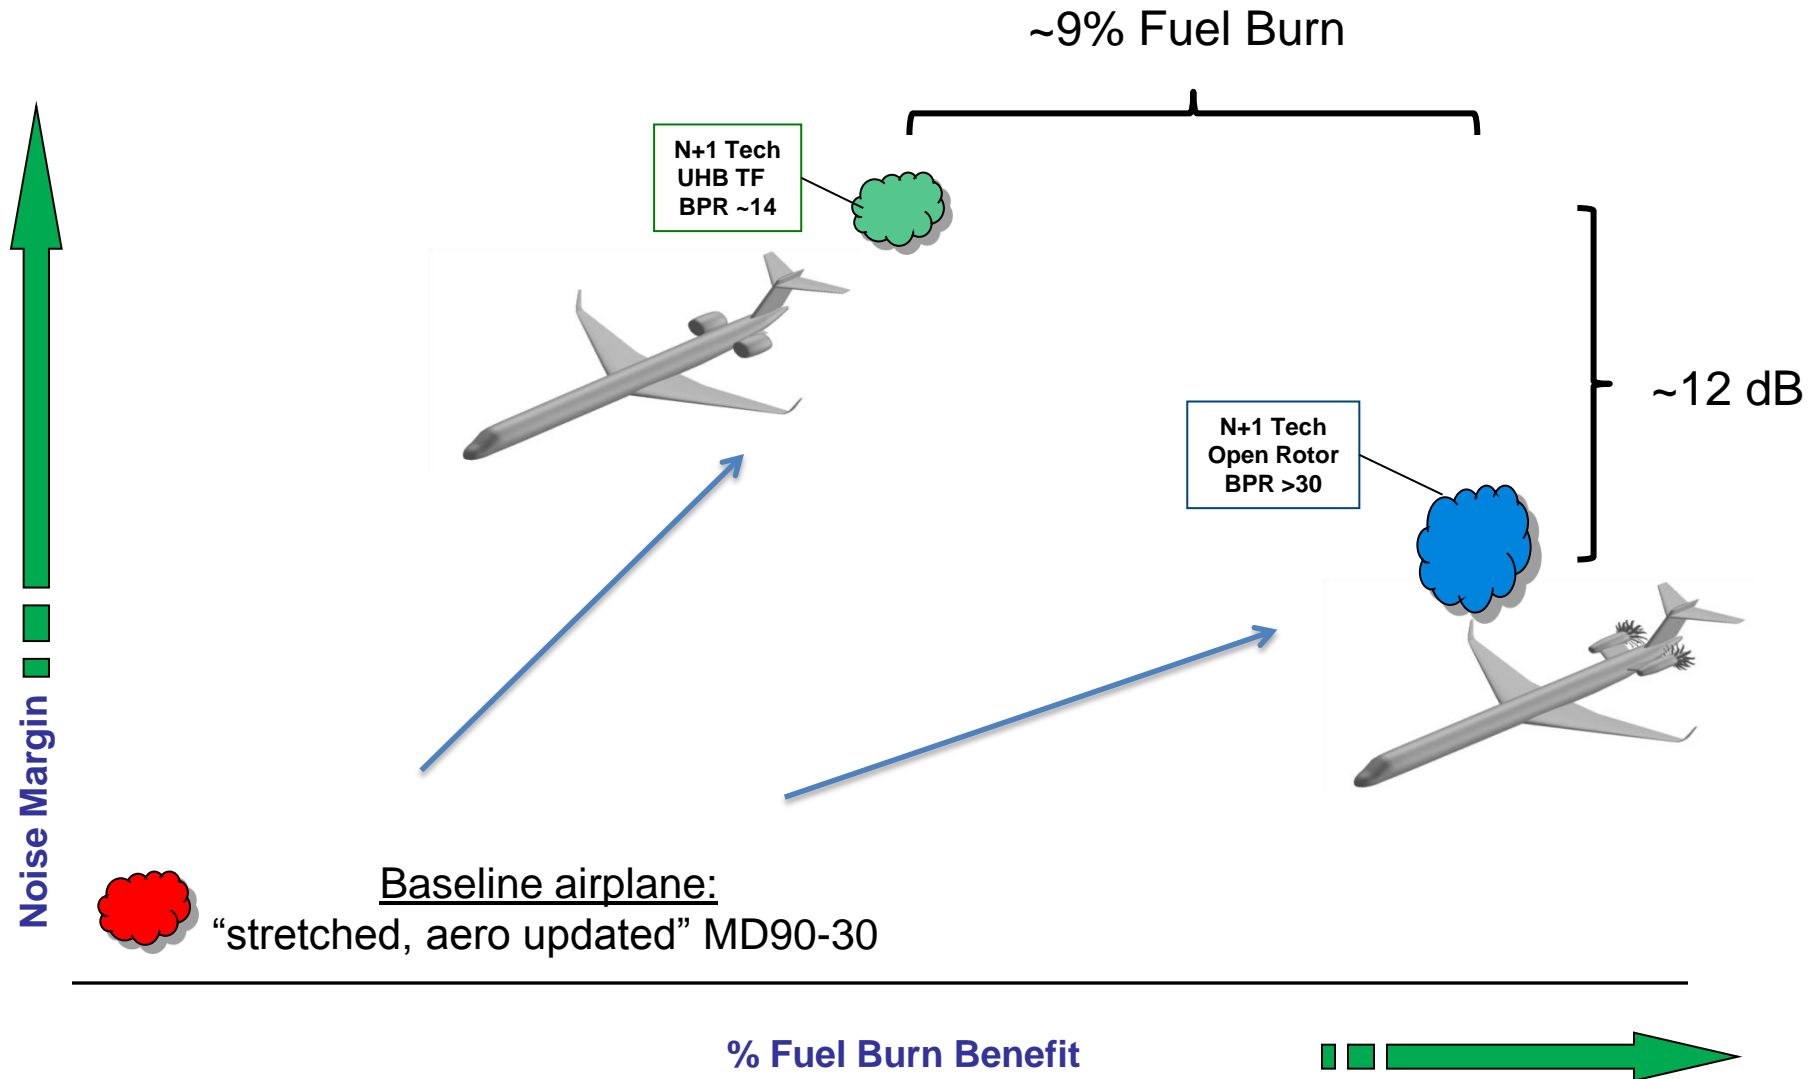 ~9% Fuel Burn
N+1 Tech
UHB TF
BPR ~14
~12 dB
N+1 Tech
Open Rotor
BPR >30
Noise Margin
Baseline airplane:
“stretched, aero updated” MD90-30
% Fuel Burn Benefit